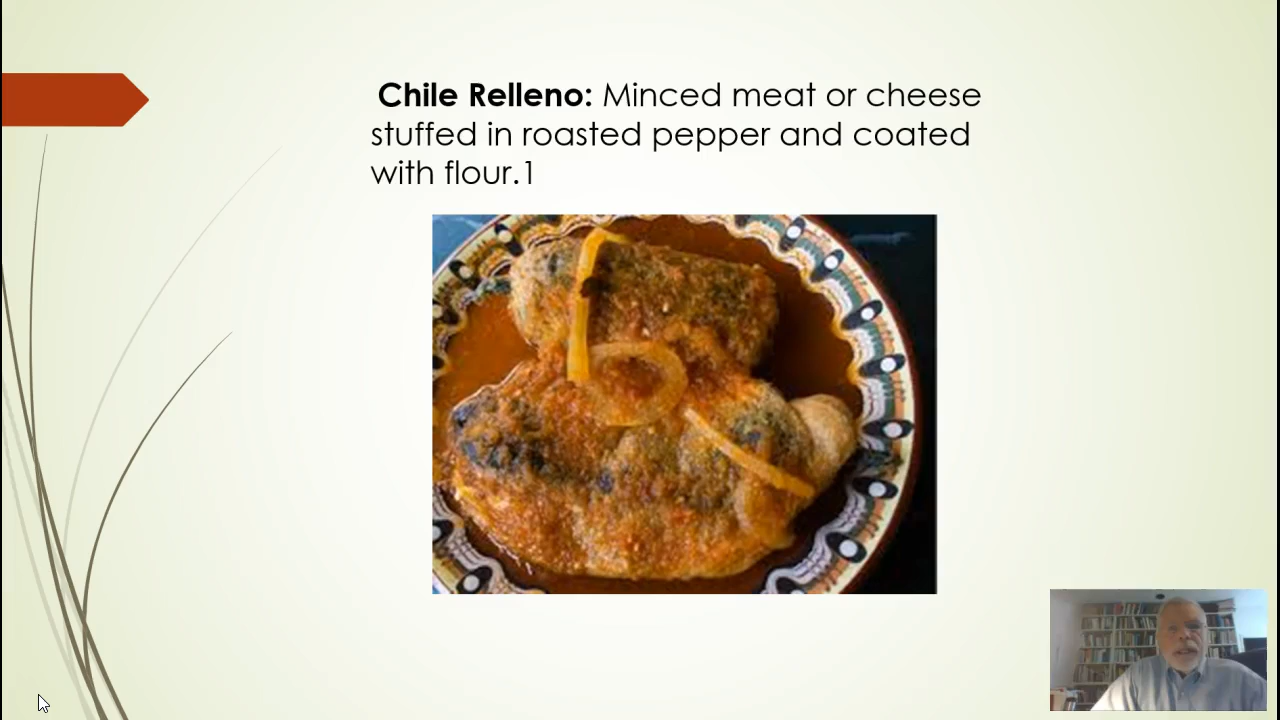 Chile Relleno: Minced meat or cheese
stuffed in roasted pepper and coated
with flour.1